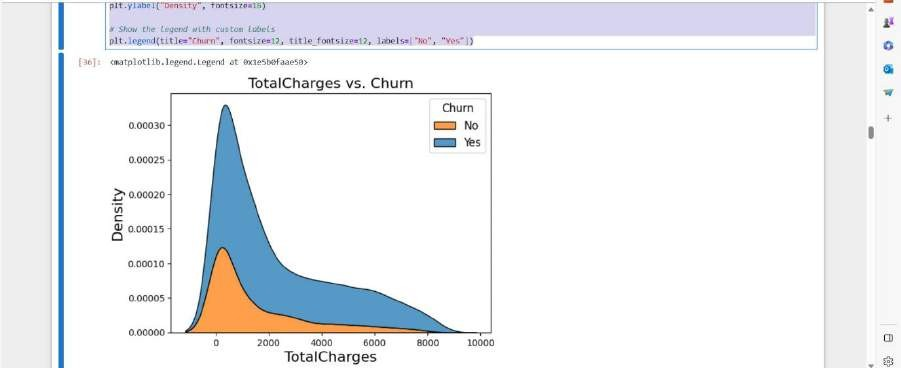 plt.ylabel("Density", fontsize=16)
# Show the legend with custom labels
plt.legend(title="Churn", fontsize=12, title_fontsize=12, labels=["No", "Yes"])
[36]: <matplotlib.legend.Legend at 0x1e5b0faae50>
TotalCharges vs. Churn
Churn
No
Yes
0.00030
0.00025
0.00020
0.00015
0.00010
0.00005
0.00000
Density
0 2000 4000 6000 8000 10000
TotalCharges